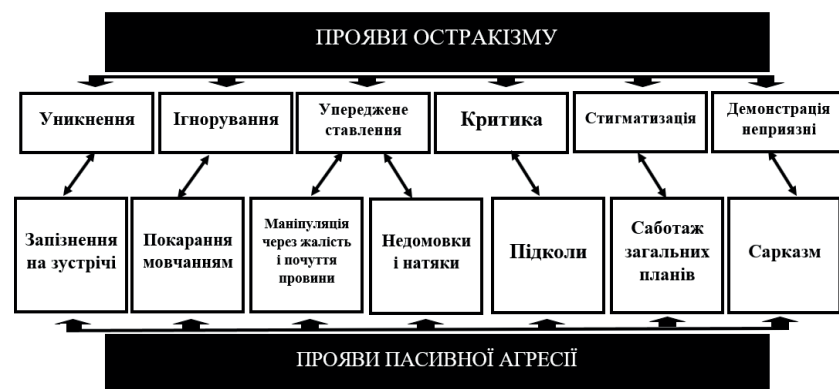 ПРОЯВИ ОСТРАКІЗМУ
Уникнення
Ігнорування
Упереджене
ставлення
Критика
Стигматизація
Демонстрація
неприязні
Запізнення
на зустрічі
Покарання
мовчанням
Маніпуляція
через жалість
і почуття
провини
Недомовки
і натяки
Підколи
Саботаж
загальних
планів
Сарказм
ПРОЯВИ ПАСИВНОЇ АГРЕСІЇ